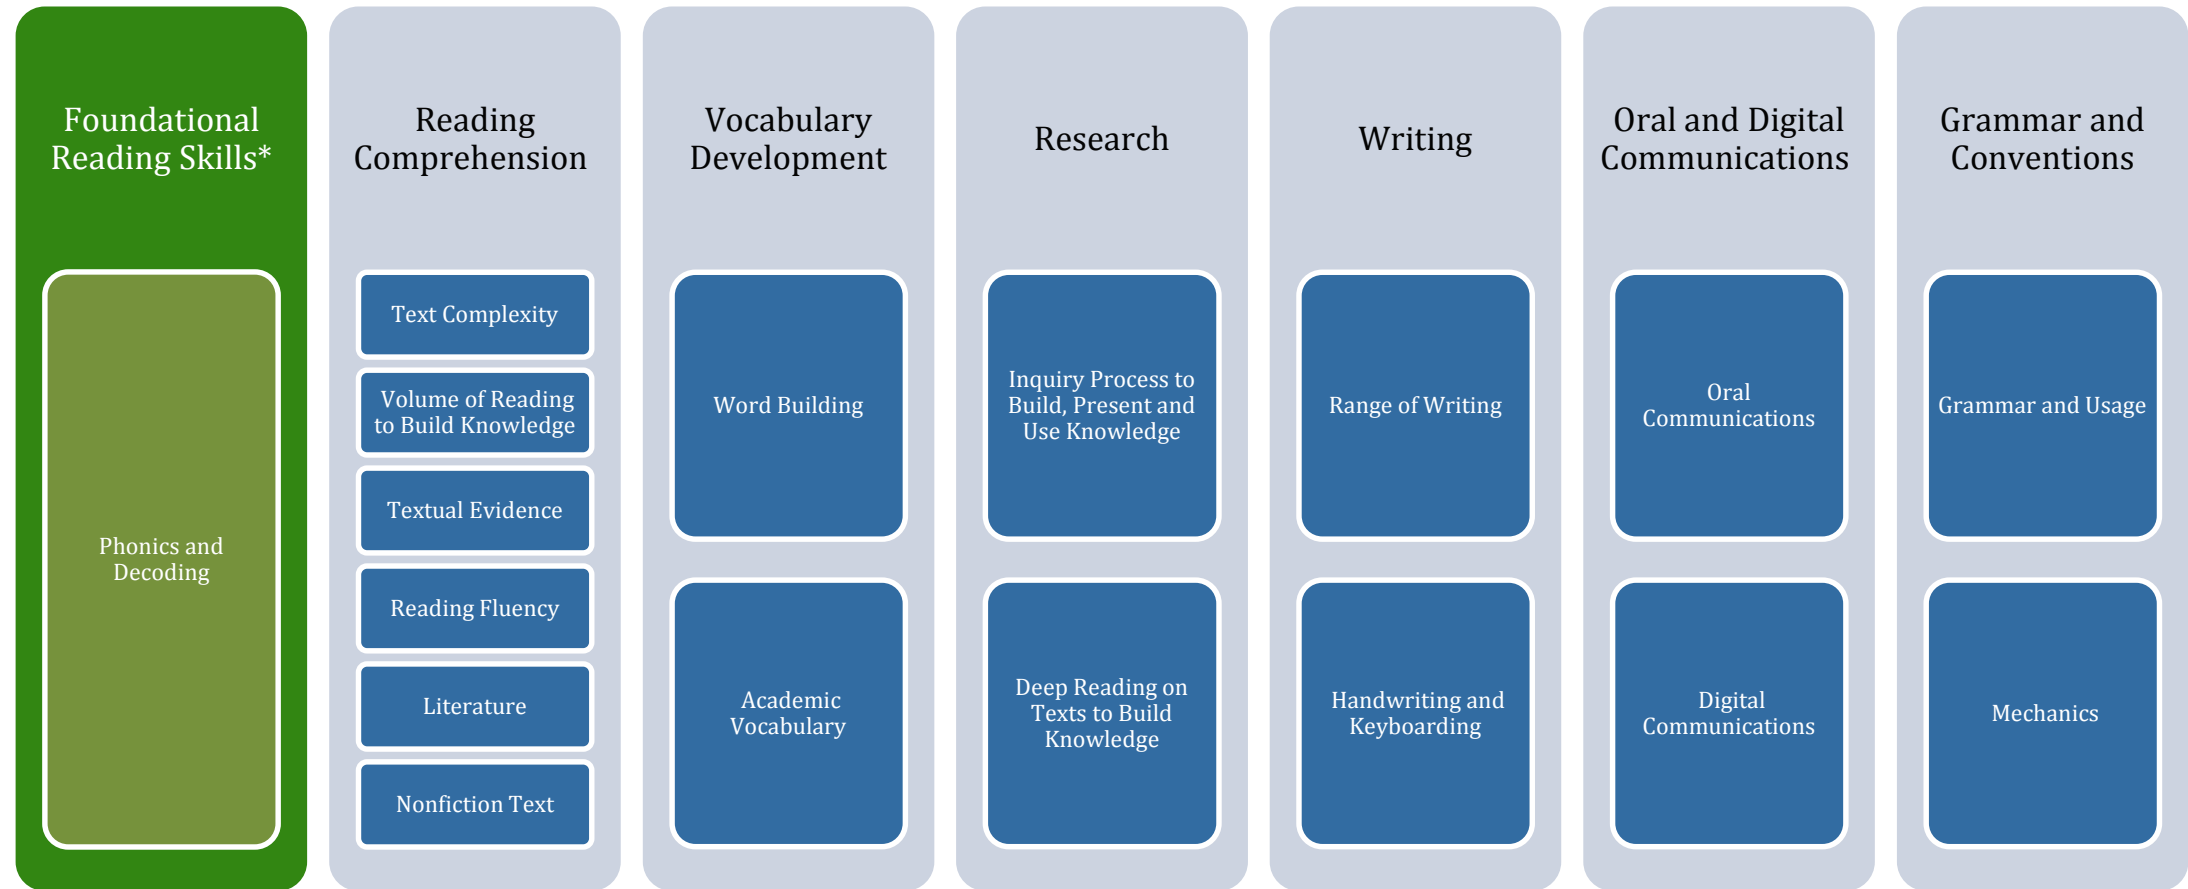 Foundational
Reading Skills*
Phonics and
Decoding
Reading
Comprehension
Text Complexity
Volume of Reading
to Build Knowledge
Textual Evidence
Reading Fluency
Literature
Nonfiction Text
Vocabulary
Development
Word Building
Academic
Vocabulary
Research
Inquiry Process to
Build, Present and
Use Knowledge
Deep Reading on
Texts to Build
Knowledge
Writing
Range of Writing
Handwriting and
Keyboarding
Oral and Digital
Communications
Oral
Communications
Digital
Communications
Grammar and
Conventions
Grammar and Usage
Mechanics